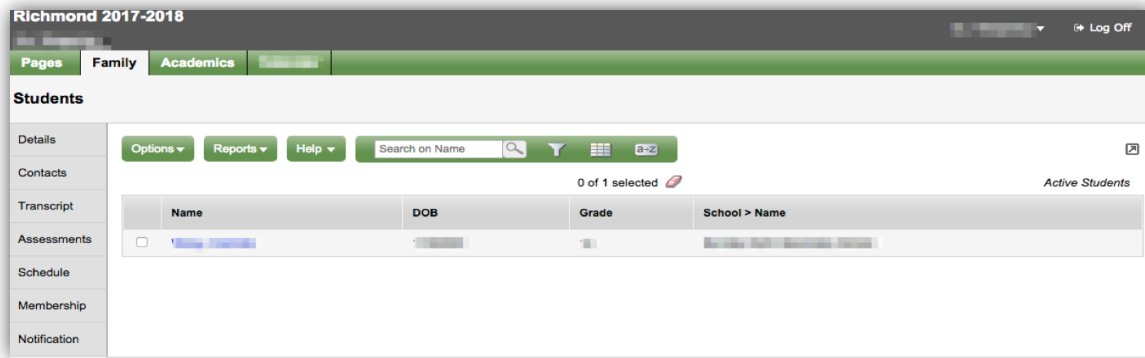 Richmond 2017-2018
Log Off
Pages Family Academics
Students
Details
Contacts
Transcript
Assessments
Schedule
Membership
Notification
Options Reports Help Search on Name a-z
0 of 1 selected Active Students
Name DOB Grade School > Name